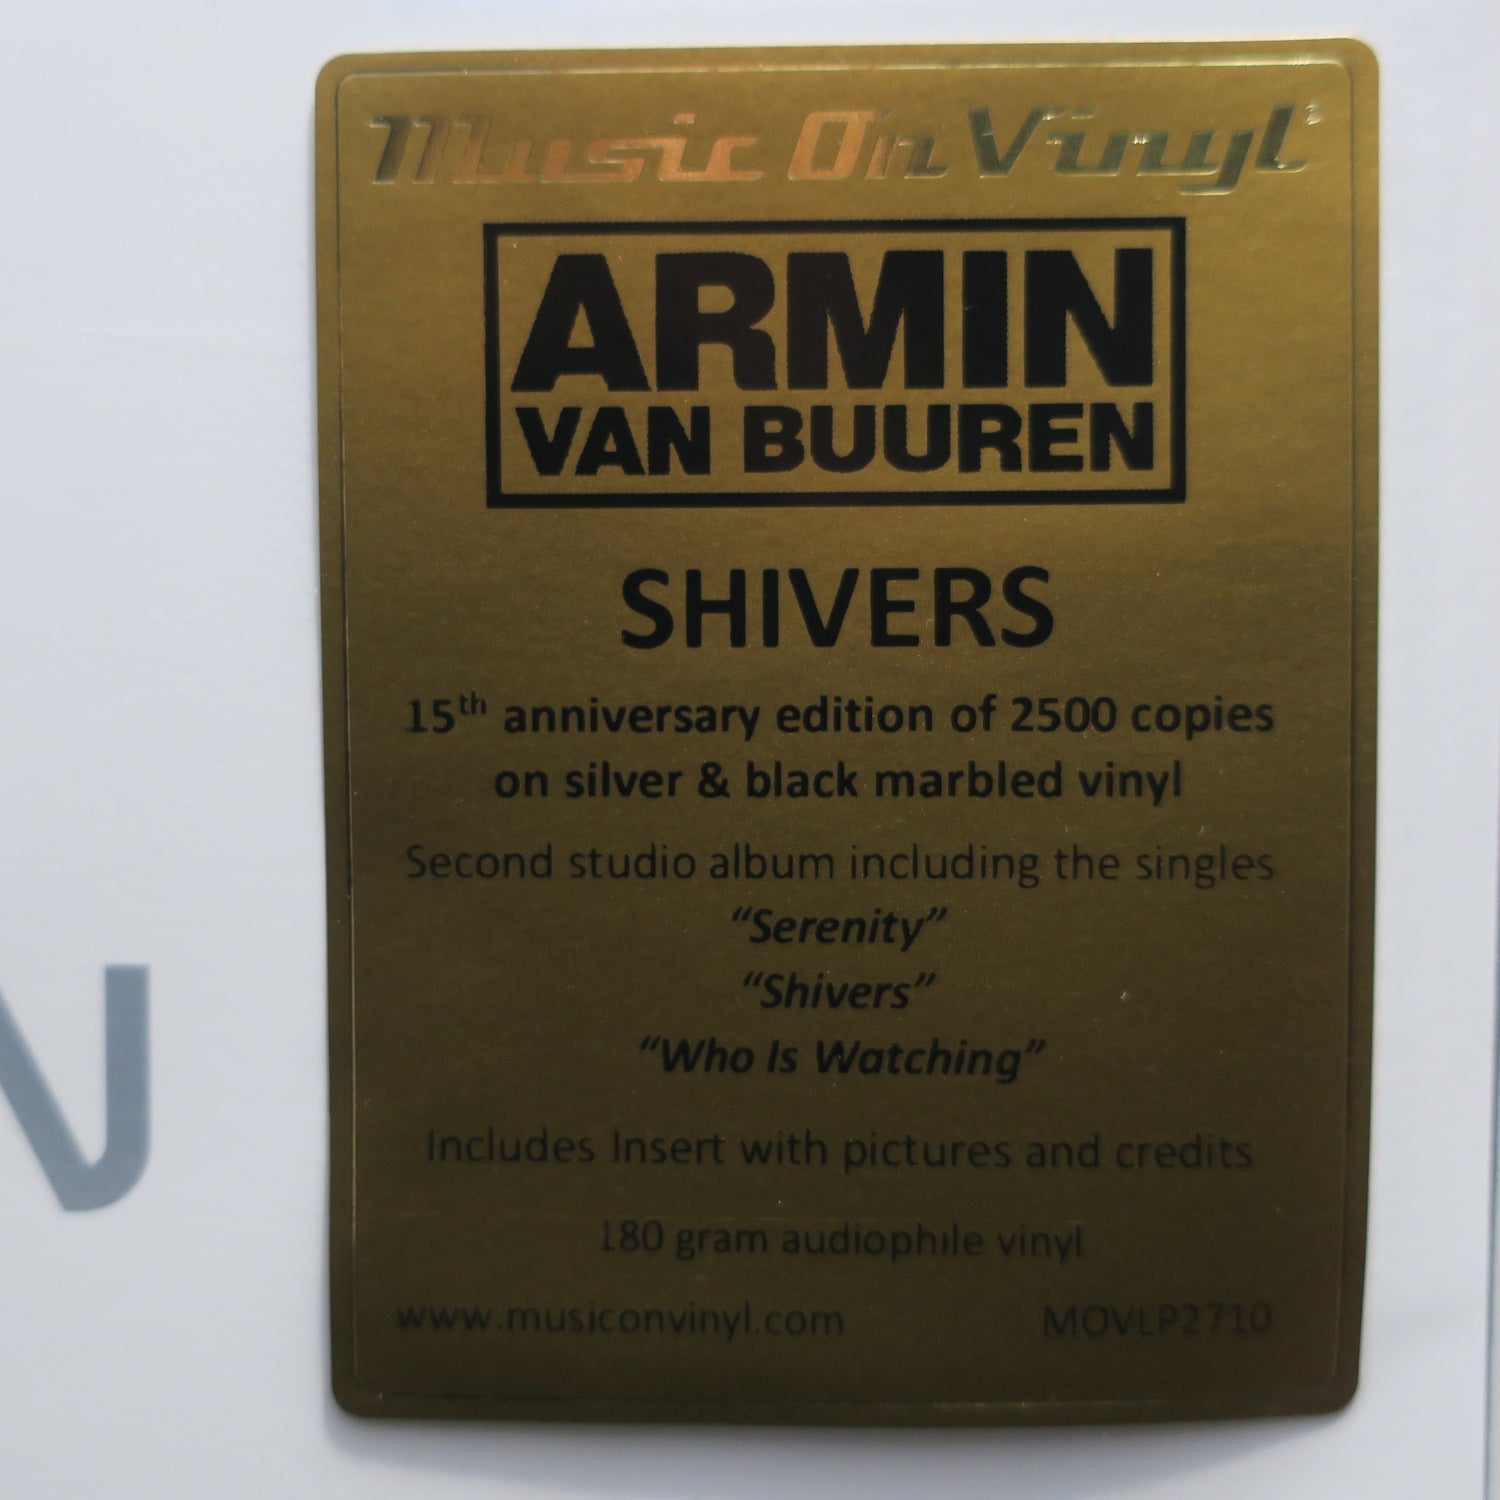 Music On Vinyl
ARMIN
VAN BUUREN
SHIVERS
15th anniversary edition of 2500 copies
on silver & black marbled vinyl
Second studio album including the singles
“Serenity”
“Shivers”
“Who Is Watching”
Includes Insert with pictures and credits
180 gram audiophile vinyl
www.musiconvinyl.com MOVLP2710
N